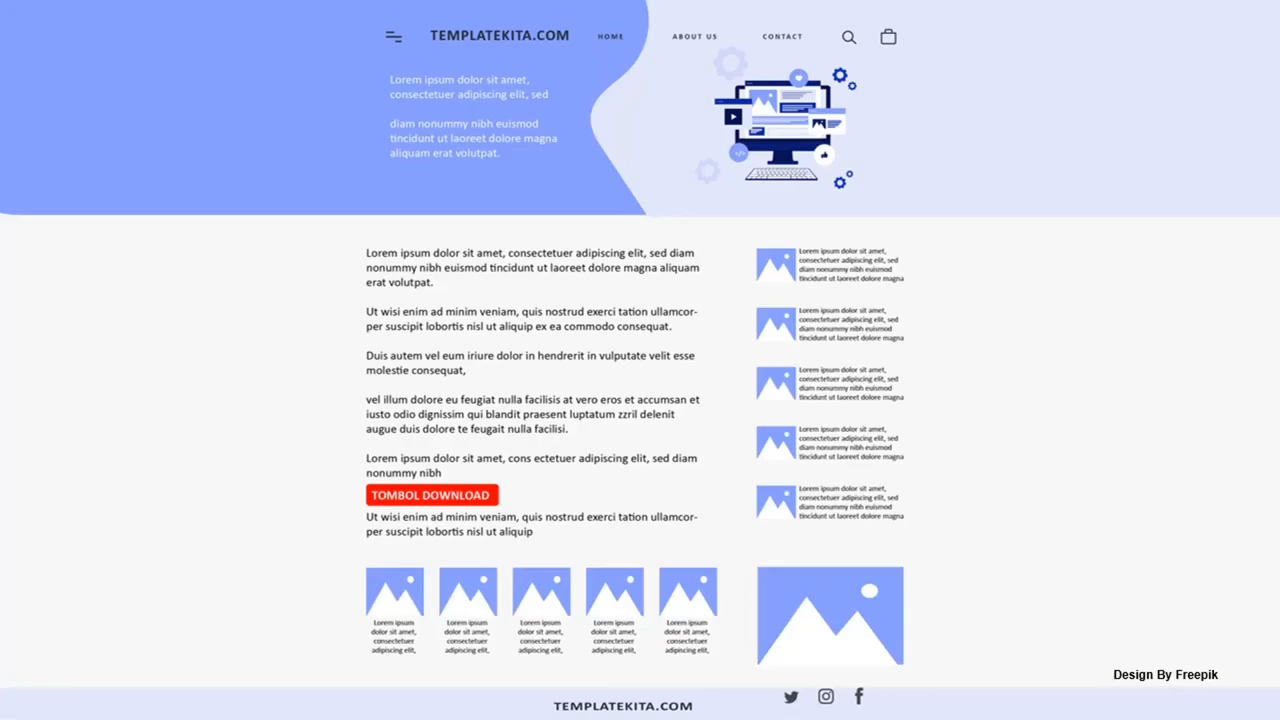 TEMPLATEKITA.COM
HOME
ABOUT US
CONTACT
Lorem ipsum dolor sit amet,
consectetuer adipiscing elit, sed
diam nonummy nibh euismod
tincidunt ut laoreet dolore magna
aliquam erat volutpat.
Lorem ipsum dolor sit amet, consectetuer adipiscing elit, sed diam
nonummy nibh euismod tincidunt ut laoreet dolore magna aliquam
erat volutpat.
Ut wisi enim ad minim veniam, quis nostrud exerci tation ullamcor-
per suscipit lobortis nisl ut aliquip ex ea commodo consequat.
Duis autem vel eum iriure dolor in hendrerit in vulputate velit esse
molestie consequat,
vel illum dolore eu feugiat nulla facilisis at vero eros et accumsan et
iusto odio dignissim qui blandit praesent luptatum zzril delenit
augue duis dolore te feugait nulla facilisi.
Lorem ipsum dolor sit amet, cons ectetuer adipiscing elit, sed diam
nonummy nibh
TOMBOL DOWNLOAD
Ut wisi enim ad minim veniam, quis nostrud exerci tation ullamcor-
per suscipit lobortis nisl ut aliquip
Lorem ipsum dolor sit amet,
consectetuer adipiscing elit, sed
diam nonummy nibh euismod
tincidunt ut laoreet dolore magna
Lorem ipsum dolor sit amet,
consectetuer adipiscing elit, sed
diam nonummy nibh euismod
tincidunt ut laoreet dolore magna
Lorem ipsum dolor sit amet,
consectetuer adipiscing elit, sed
diam nonummy nibh euismod
tincidunt ut laoreet dolore magna
Lorem ipsum dolor sit amet,
consectetuer adipiscing elit, sed
diam nonummy nibh euismod
tincidunt ut laoreet dolore magna
Lorem ipsum dolor sit amet,
consectetuer adipiscing elit, sed
diam nonummy nibh euismod
tincidunt ut laoreet dolore magna
Lorem ipsum
dolor sit amet,
consectetuer
adipiscing elit,
Lorem ipsum
dolor sit amet,
consectetuer
adipiscing elit,
Lorem ipsum
dolor sit amet,
consectetuer
adipiscing elit,
Lorem ipsum
dolor sit amet,
consectetuer
adipiscing elit,
Lorem ipsum
dolor sit amet,
consectetuer
adipiscing elit,
Design By Freepik
TEMPLATEKITA.COM